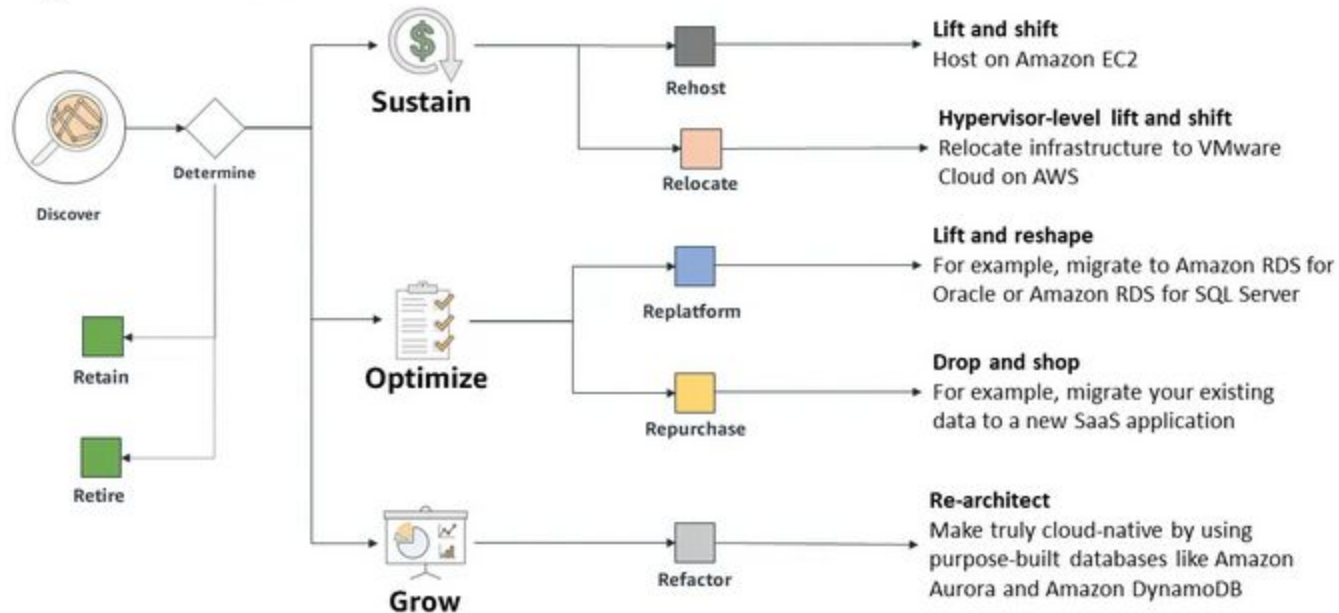 Discover
Determine
Retain
Retire
Sustain
Rehost
Lift and shift
Host on Amazon EC2
Relocate
Hypervisor-level lift and shift
Relocate infrastructure to VMware
Cloud on AWS
Optimize
Replatform
Lift and reshape
For example, migrate to Amazon RDS for
Oracle or Amazon RDS for SQL Server
Repurchase
Drop and shop
For example, migrate your existing
data to a new SaaS application
Grow
Refactor
Re-architect
Make truly cloud-native by using
purpose-built databases like Amazon
Aurora and Amazon DynamoDB